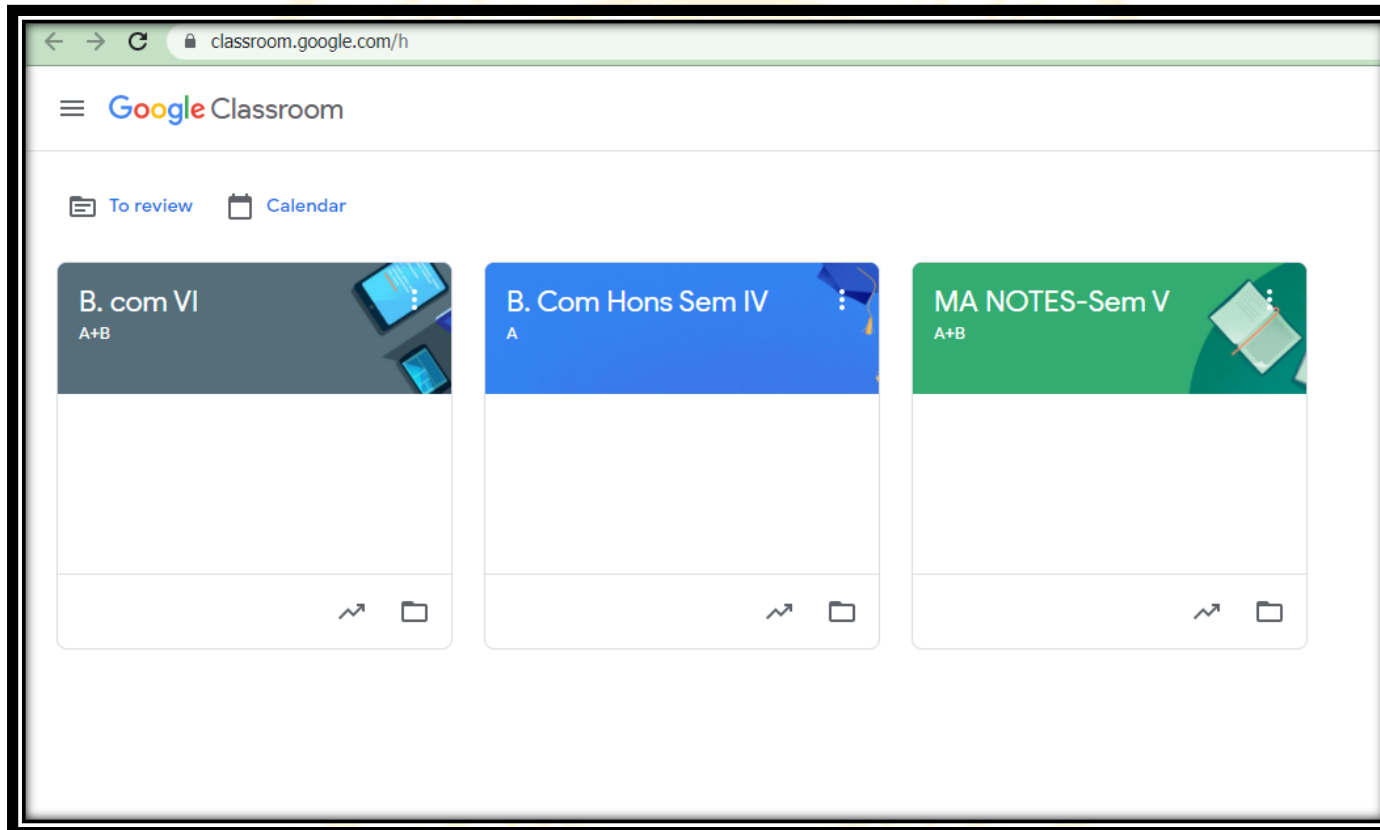 classroom.google.com/h
Google Classroom
To review Calendar
B. com VI
A+B
B. Com Hons Sem IV
A
MA NOTES-Sem V
A+B